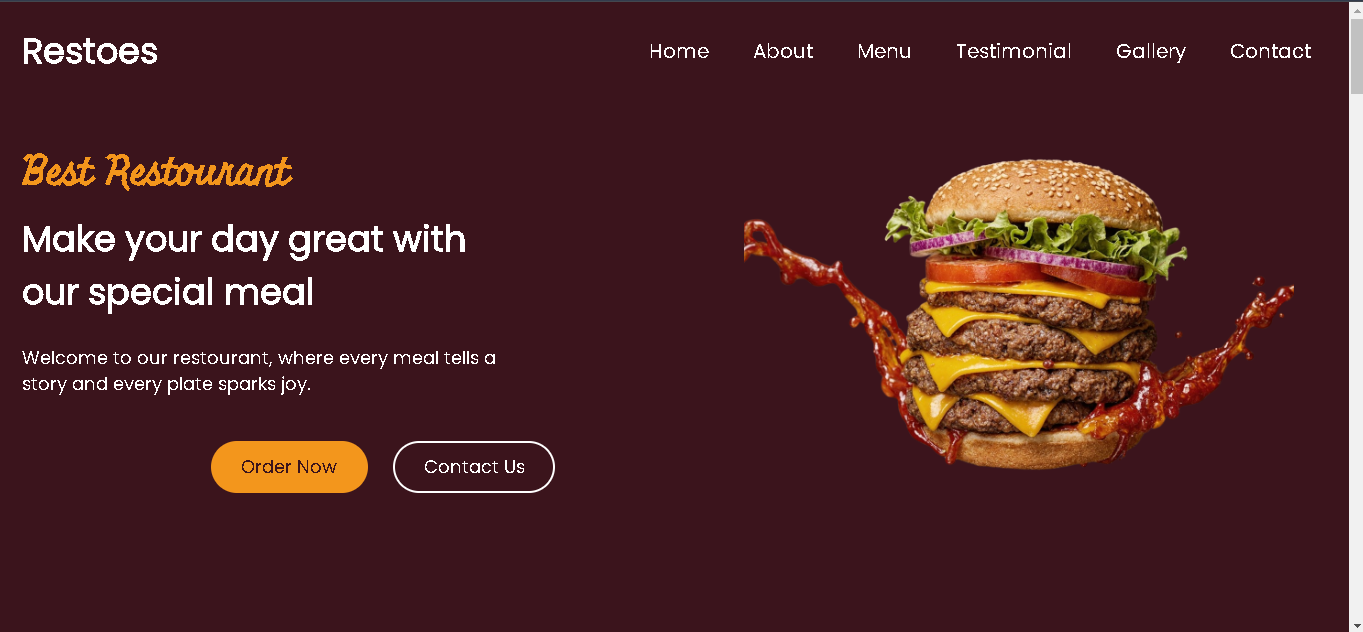 Restoes
Home About Menu Testimonial Gallery Contact
Best Restourant
Make your day great with
our special meal
Welcome to our restourant, where every meal tells a
story and every plate sparks joy.
Order Now Contact Us